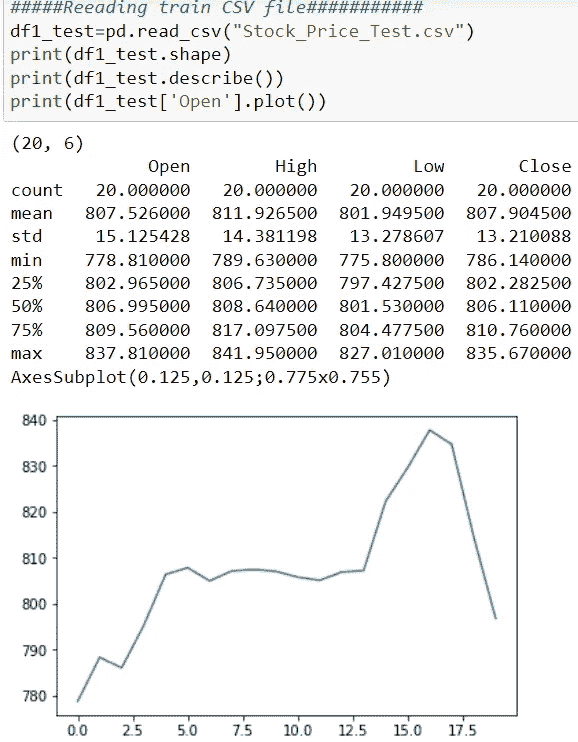 #####Reeading train CSV file###########
df1_test=pd.read_csv("Stock_Price_Test.csv")
print(df1_test.shape)
print(df1_test.describe())
print(df1_test['Open'].plot())
(20, 6)
Open High Low Close
count 20.000000 20.000000 20.000000 20.000000
mean 807.526000 811.926500 801.949500 807.904500
std 15.125428 14.381198 13.278607 13.210088
min 778.810000 789.630000 775.800000 786.140000
25% 802.965000 806.735000 797.427500 802.282500
50% 806.995000 808.640000 801.530000 806.110000
75% 809.560000 817.097500 804.477500 810.760000
max 837.810000 841.950000 827.010000 835.670000
AxesSubplot(0.125,0.125;0.775x0.755)
840
830
820
810
800
790
780
0.0 2.5 5.0 7.5 10.0 12.5 15.0 17.5